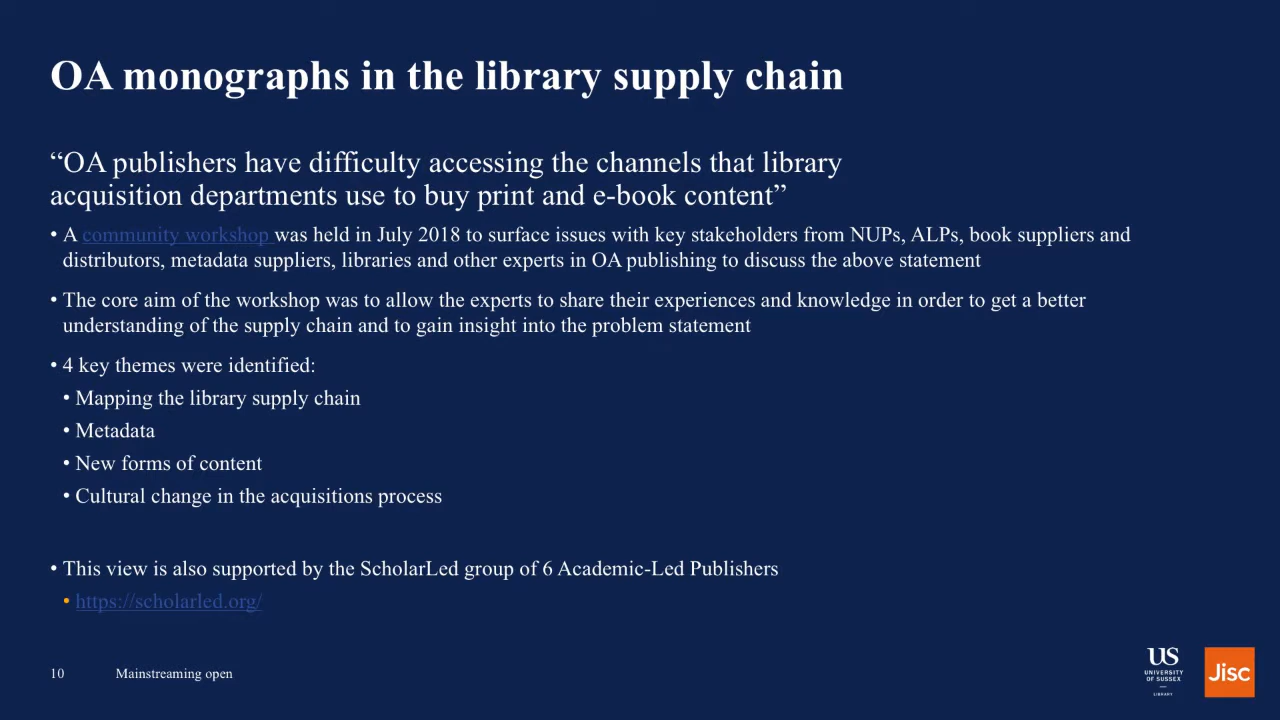 OA monographs in the library supply chain
“OA publishers have difficulty accessing the channels that library
acquisition departments use to buy print and e-book content”
• A community workshop was held in July 2018 to surface issues with key stakeholders from NUPs, ALPs, book suppliers and
distributors, metadata suppliers, libraries and other experts in OA publishing to discuss the above statement
• The core aim of the workshop was to allow the experts to share their experiences and knowledge in order to get a better
understanding of the supply chain and to gain insight into the problem statement
• 4 key themes were identified:
• Mapping the library supply chain
• Metadata
• New forms of content
• Cultural change in the acquisitions process
• This view is also supported by the ScholarLed group of 6 Academic-Led Publishers
• https://scholarled.org/
10 Mainstreaming open
US
UNIVERSITY
OF SUSSEX
LIBRARY
Jisc